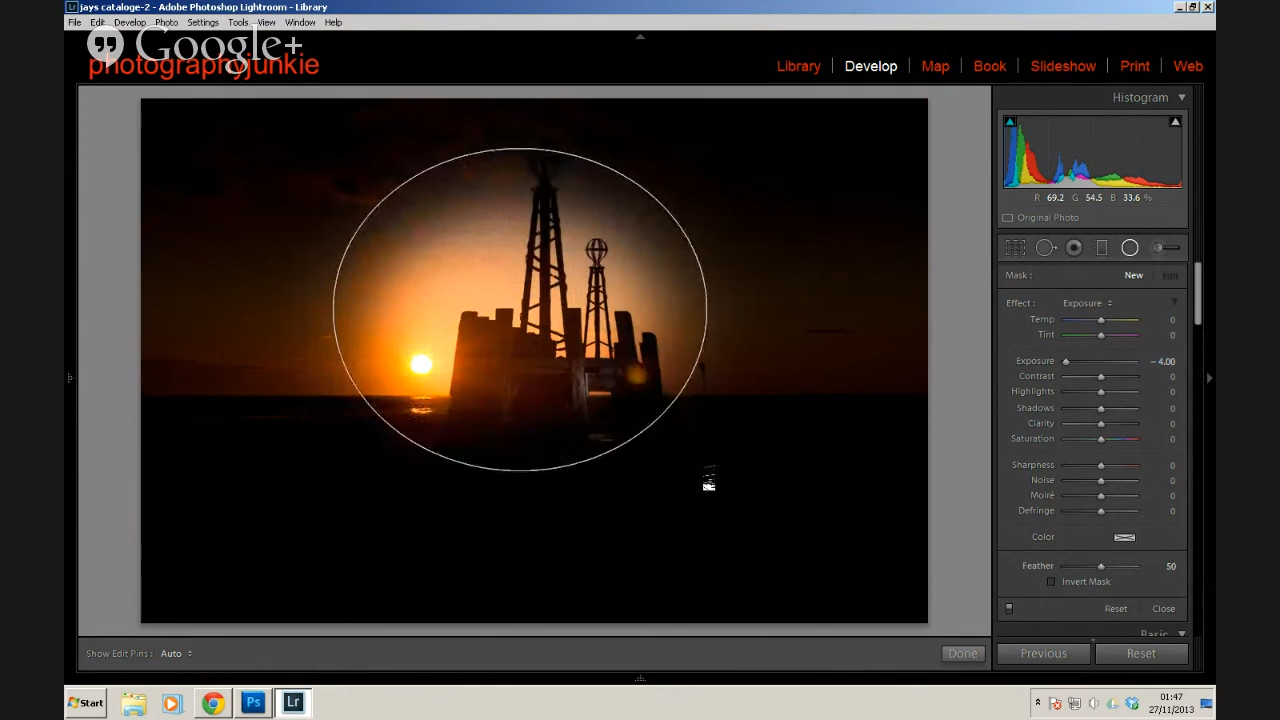 Lr jays cataloge-2 - Adobe Photoshop Lightroom - Library
File Edit Develop Photo Settings Tools View Window Help
Google+
photographyjunkie
Library Develop Map Book Slideshow Print Web
Histogram
R 69.2 G 54.5 B 33.6 %
Original Photo
Mask : New Edit
Effect : Exposure
Temp 0
Tint 0
Exposure – 4.00
Contrast 0
Highlights 0
Shadows 0
Clarity 0
Saturation 0
Sharpness 0
Noise 0
Moiré 0
Defringe 0
Color
Feather 50
Invert Mask
Reset Close
Basic
Show Edit Pins : Auto
Done
Previous Reset
Start
Ps
Lr
01:47
27/11/2013